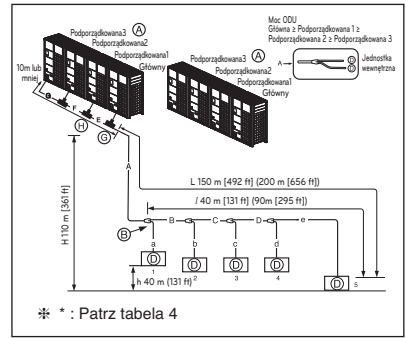 Podporządkowana3
Podporządkowana2
Podporządkowana1
Główny
A
10m lub
mniej
Podporządkowana3
Podporządkowana2
Podporządkowana1
Główny
A
Moc ODU
Główna ≥ Podporządkowana 1 ≥
Podporządkowana 2 ≥ Podporządkowana 3
A
D
D
Jednostka
wewnętrzna
G
F
E
H
G
A
H 110 m [361 ft]
L 150 m [492 ft] (200 m [656 ft])
l 40 m [131 ft] (90m [295 ft])
B
B
C
D
e
a
b
c
d
D
1
D
2
D
3
D
4
D
5
h 40 m (131 ft)
❈ * : Patrz tabela 4